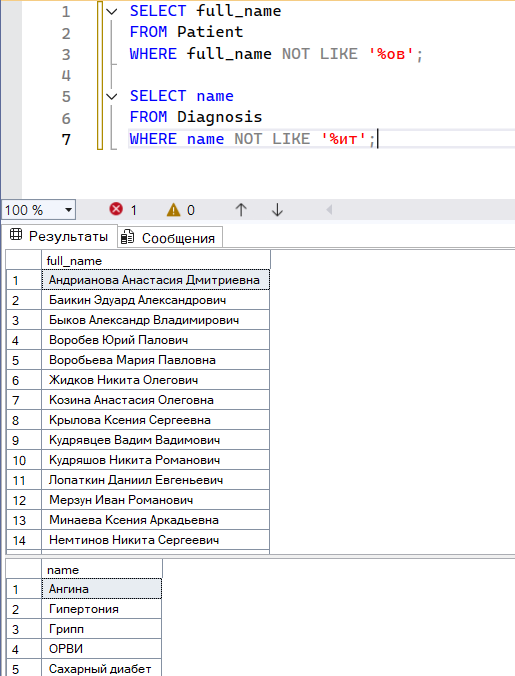 1 SELECT full_name
2 FROM Patient
3 WHERE full_name NOT LIKE '%ов';
4
5 SELECT name
6 FROM Diagnosis
7 WHERE name NOT LIKE '%ит';
100 % 1 0
Результаты Сообщения
full_name
1 Андрианова Анастасия Дмитриевна
2 Баикин Эдуард Александрович
3 Быков Александр Владимирович
4 Воробев Юрий Палович
5 Воробьева Мария Павловна
6 Жидков Никита Олегович
7 Козина Анастасия Олеговна
8 Крылова Ксения Сергеевна
9 Кудрявцев Вадим Вадимович
10 Кудряшов Никита Романович
11 Лопаткин Даниил Евгеньевич
12 Мерзун Иван Романович
13 Минаева Ксения Аркадьевна
14 Немтинов Никита Сергеевич
name
1 Ангина
2 Гипертония
3 Грипп
4 ОРВИ
5 Сахарный диабет